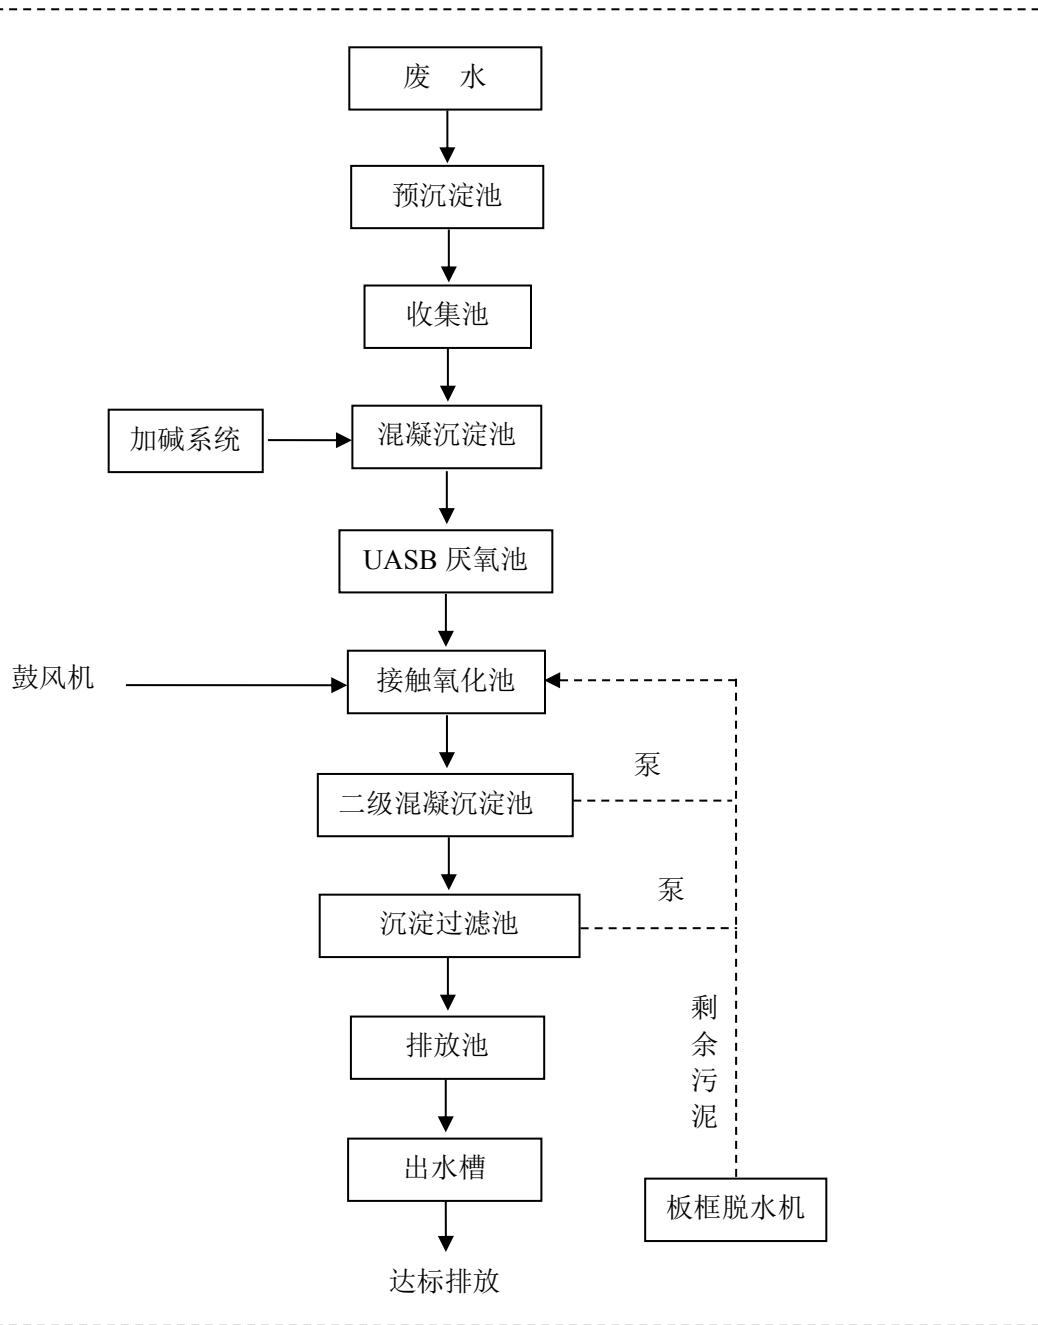 废 水
预沉淀池
收集池
加碱系统
混凝沉淀池
UASB 厌氧池
鼓风机
接触氧化池
泵
二级混凝沉淀池
泵
沉淀过滤池
剩余污泥
排放池
出水槽
板框脱水机
达标排放